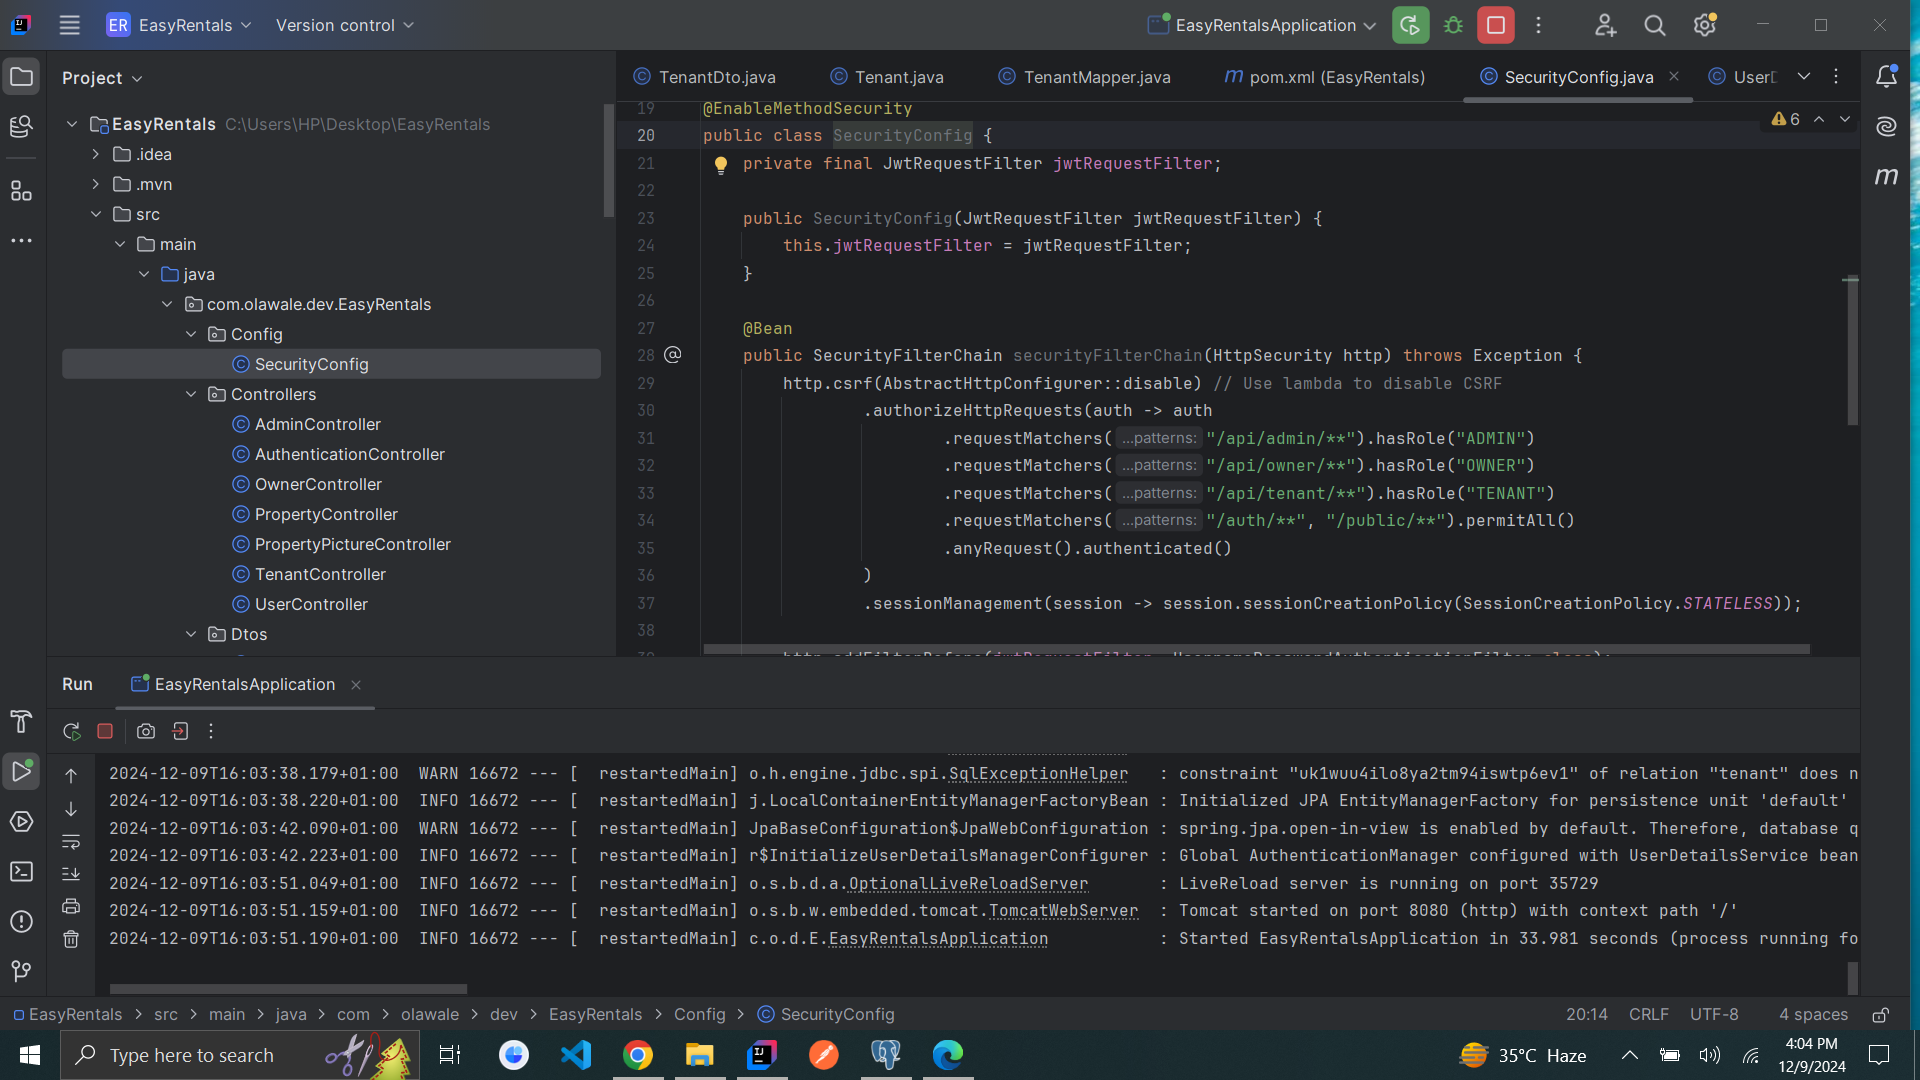 ER EasyRentals Version control EasyRentalsApplication
Project
EasyRentals C:\Users\HP\Desktop\EasyRentals
.idea
.mvn
src
main
java
com.olawale.dev.EasyRentals
Config
SecurityConfig
Controllers
AdminController
AuthenticationController
OwnerController
PropertyController
PropertyPictureController
TenantController
UserController
Dtos
TenantDto.java Tenant.java TenantMapper.java m pom.xml (EasyRentals) SecurityConfig.java
6
19 @EnableMethodSecurity
20 public class SecurityConfig {
21 private final JwtRequestFilter jwtRequestFilter;
22
23 public SecurityConfig(JwtRequestFilter jwtRequestFilter) {
24 this.jwtRequestFilter = jwtRequestFilter;
25 }
26
27 @Bean
28 public SecurityFilterChain securityFilterChain(HttpSecurity http) throws Exception {
29 http.csrf(AbstractHttpConfigurer::disable) // Use lambda to disable CSRF
30 .authorizeHttpRequests(auth -> auth
31 .requestMatchers( ...patterns: "/api/admin/**").hasRole("ADMIN")
32 .requestMatchers( ...patterns: "/api/owner/**").hasRole("OWNER")
33 .requestMatchers( ...patterns: "/api/tenant/**").hasRole("TENANT")
34 .requestMatchers( ...patterns: "/auth/**", "/public/**").permitAll()
35 .anyRequest().authenticated()
36 )
37 .sessionManagement(session -> session.sessionCreationPolicy(SessionCreationPolicy.STATELESS));
38
Run EasyRentalsApplication
2024-12-09T16:03:38.179+01:00 WARN 16672 --- [ restartedMain] o.h.engine.jdbc.spi.SqlExceptionHelper : constraint "uk1wuu4ilo8ya2tm94iswtp6ev1" of relation "tenant" does n
2024-12-09T16:03:38.220+01:00 INFO 16672 --- [ restartedMain] j.LocalContainerEntityManagerFactoryBean : Initialized JPA EntityManagerFactory for persistence unit 'default'
2024-12-09T16:03:42.090+01:00 WARN 16672 --- [ restartedMain] JpaBaseConfiguration$JpaWebConfiguration : spring.jpa.open-in-view is enabled by default. Therefore, database q
2024-12-09T16:03:42.223+01:00 INFO 16672 --- [ restartedMain] r$InitializeUserDetailsManagerConfigurer : Global AuthenticationManager configured with UserDetailsService bean
2024-12-09T16:03:51.049+01:00 INFO 16672 --- [ restartedMain] o.s.b.d.a.OptionalLiveReloadServer : LiveReload server is running on port 35729
2024-12-09T16:03:51.159+01:00 INFO 16672 --- [ restartedMain] o.s.b.w.embedded.tomcat.TomcatWebServer : Tomcat started on port 8080 (http) with context path '/'
2024-12-09T16:03:51.190+01:00 INFO 16672 --- [ restartedMain] c.o.d.E.EasyRentalsApplication : Started EasyRentalsApplication in 33.981 seconds (process running fo
EasyRentals > src > main > java > com > olawale > dev > EasyRentals > Config > SecurityConfig 20:14 CRLF UTF-8 4 spaces
Type here to search 35°C Haze 4:04 PM
12/9/2024